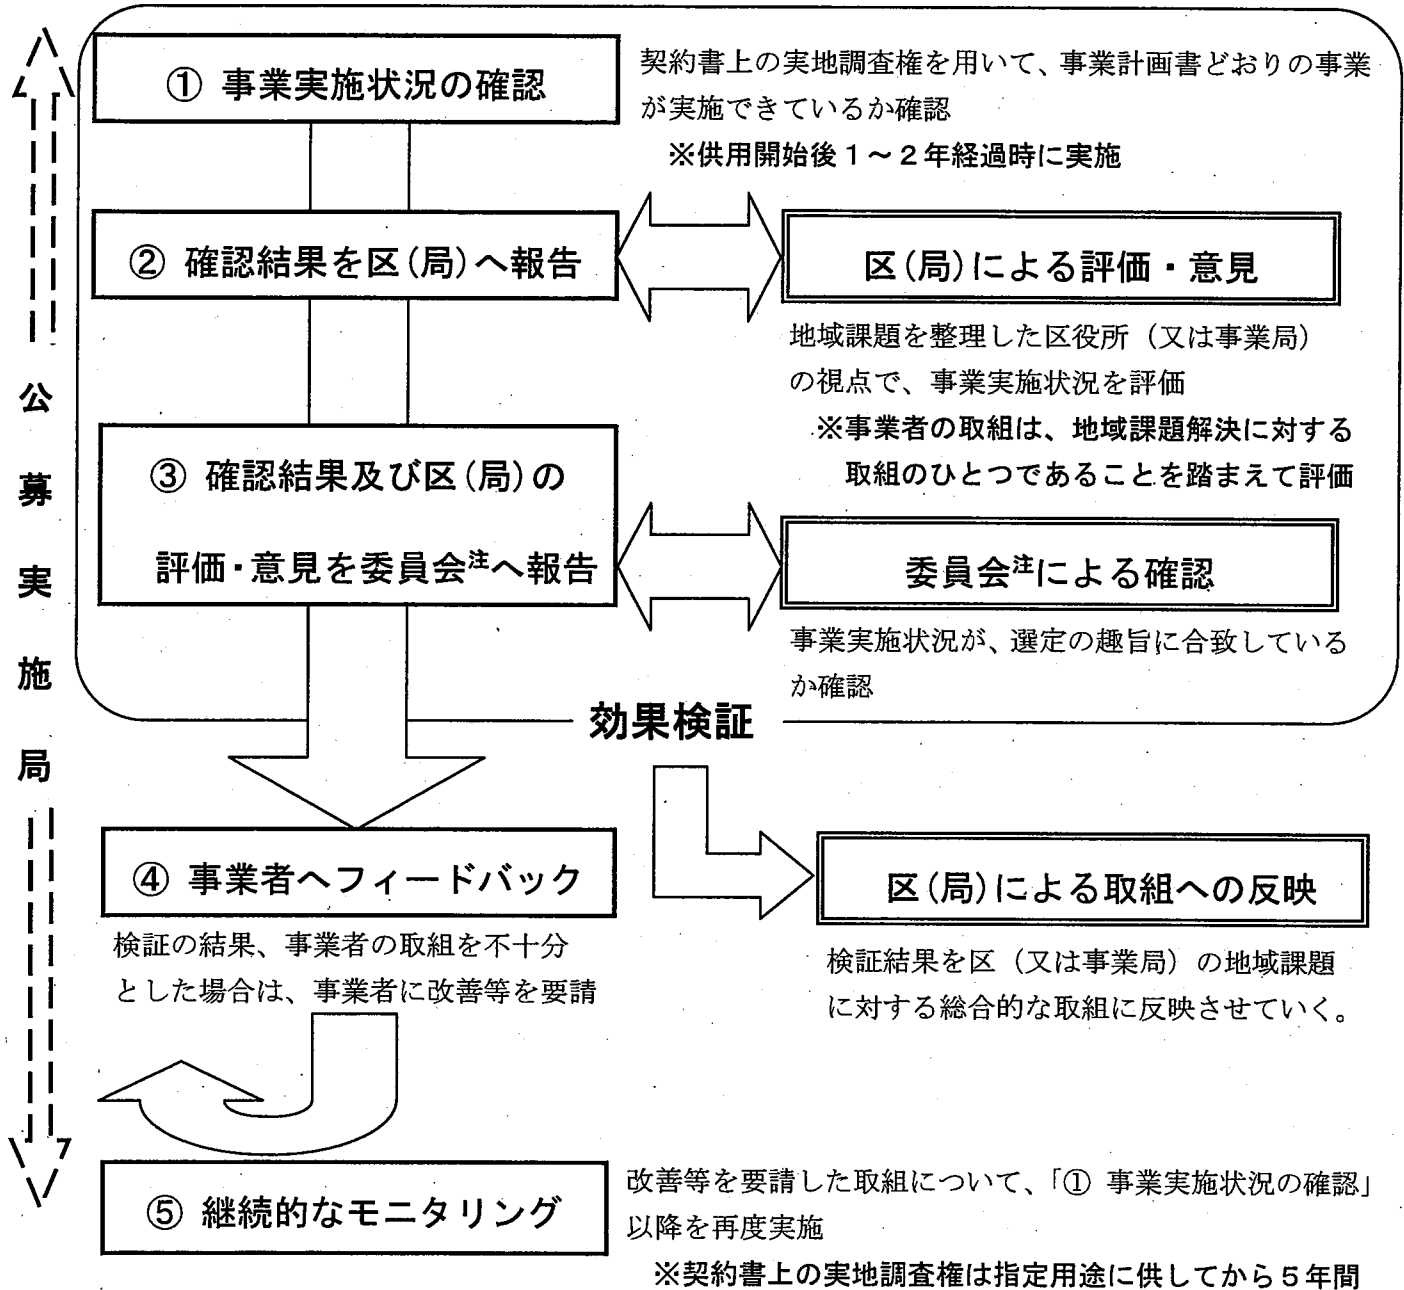 ① 事業実施状況の確認
契約書上の実地調査権を用いて、事業計画書どおりの事業
が実施できているか確認
※供用開始後1～2年経過時に実施
② 確認結果を区(局)へ報告
区(局)による評価・意見
地域課題を整理した区役所（又は事業局）
の視点で、事業実施状況を評価
※事業者の取組は、地域課題解決に対する
取組のひとつであることを踏まえて評価
③ 確認結果及び区(局)の
評価・意見を委員会注へ報告
委員会注による確認
事業実施状況が、選定の趣旨に合致している
か確認
効果検証
公募実施局
④ 事業者へフィードバック
検証の結果、事業者の取組を不十分
とした場合は、事業者に改善等を要請
区(局)による取組への反映
検証結果を区（又は事業局）の地域課題
に対する総合的な取組に反映させていく。
⑤ 継続的なモニタリング
改善等を要請した取組について、「① 事業実施状況の確認」
以降を再度実施
※契約書上の実地調査権は指定用途に供してから5年間